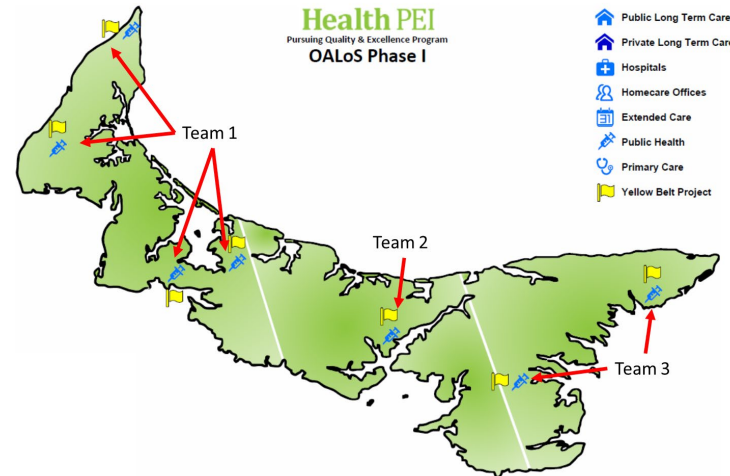 Health PEI
Pursuing Quality & Excellence Program
OALoS Phase I
Public Long Term Care
Private Long Term Care
Hospitals
Homecare Offices
Extended Care
Public Health
Primary Care
Yellow Belt Project
Team 1
Team 2
Team 3